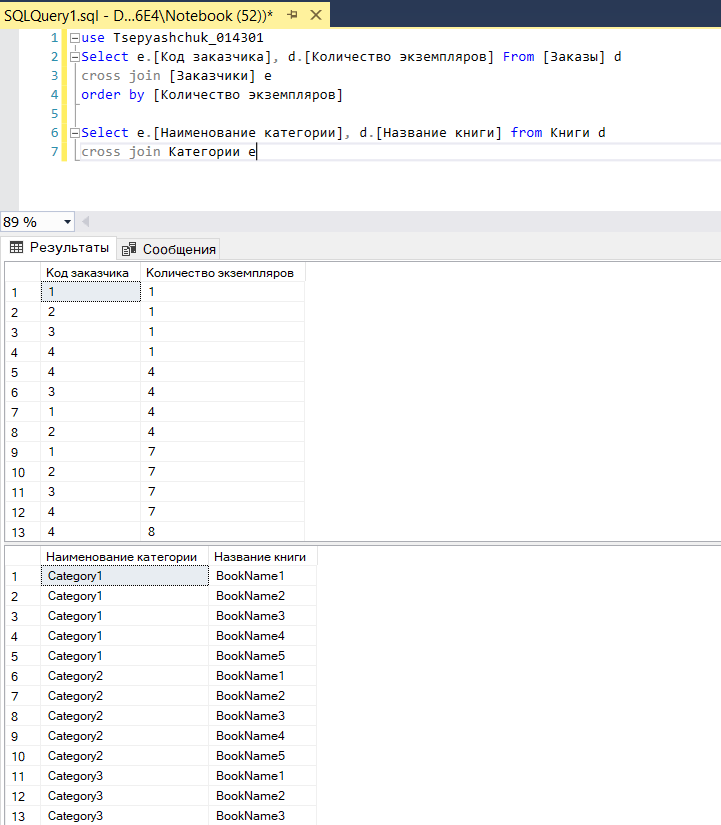 SQLQuery1.sql - D...6E4\Notebook (52))*
1 use Tsepyashchuk_014301
2 Select e.[Код заказчика], d.[Количество экземпляров] From [Заказы] d
3 cross join [Заказчики] e
4 order by [Количество экземпляров]
5
6 Select e.[Наименование категории], d.[Название книги] from Книги d
7 cross join Категории e
89 %
Результаты Сообщения
Код заказчика Количество экземпляров
1 1 1
2 2 1
3 3 1
4 4 1
5 4 4
6 3 4
7 1 4
8 2 4
9 1 7
10 2 7
11 3 7
12 4 7
13 4 8
Наименование категории Название книги
1 Category1 BookName1
2 Category1 BookName2
3 Category1 BookName3
4 Category1 BookName4
5 Category1 BookName5
6 Category2 BookName1
7 Category2 BookName2
8 Category2 BookName3
9 Category2 BookName4
10 Category2 BookName5
11 Category3 BookName1
12 Category3 BookName2
13 Category3 BookName3